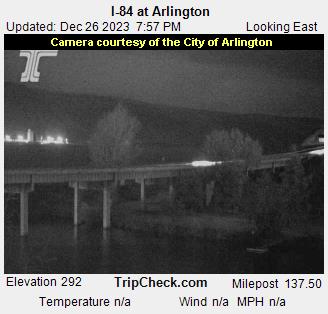 I-84 at Arlington
Updated: Dec 26 2023 7:57 PM Looking East
Camera courtesy of the City of Arlington
Elevation 292 TripCheck.com Milepost 137.50
Temperature n/a Wind n/a MPH n/a